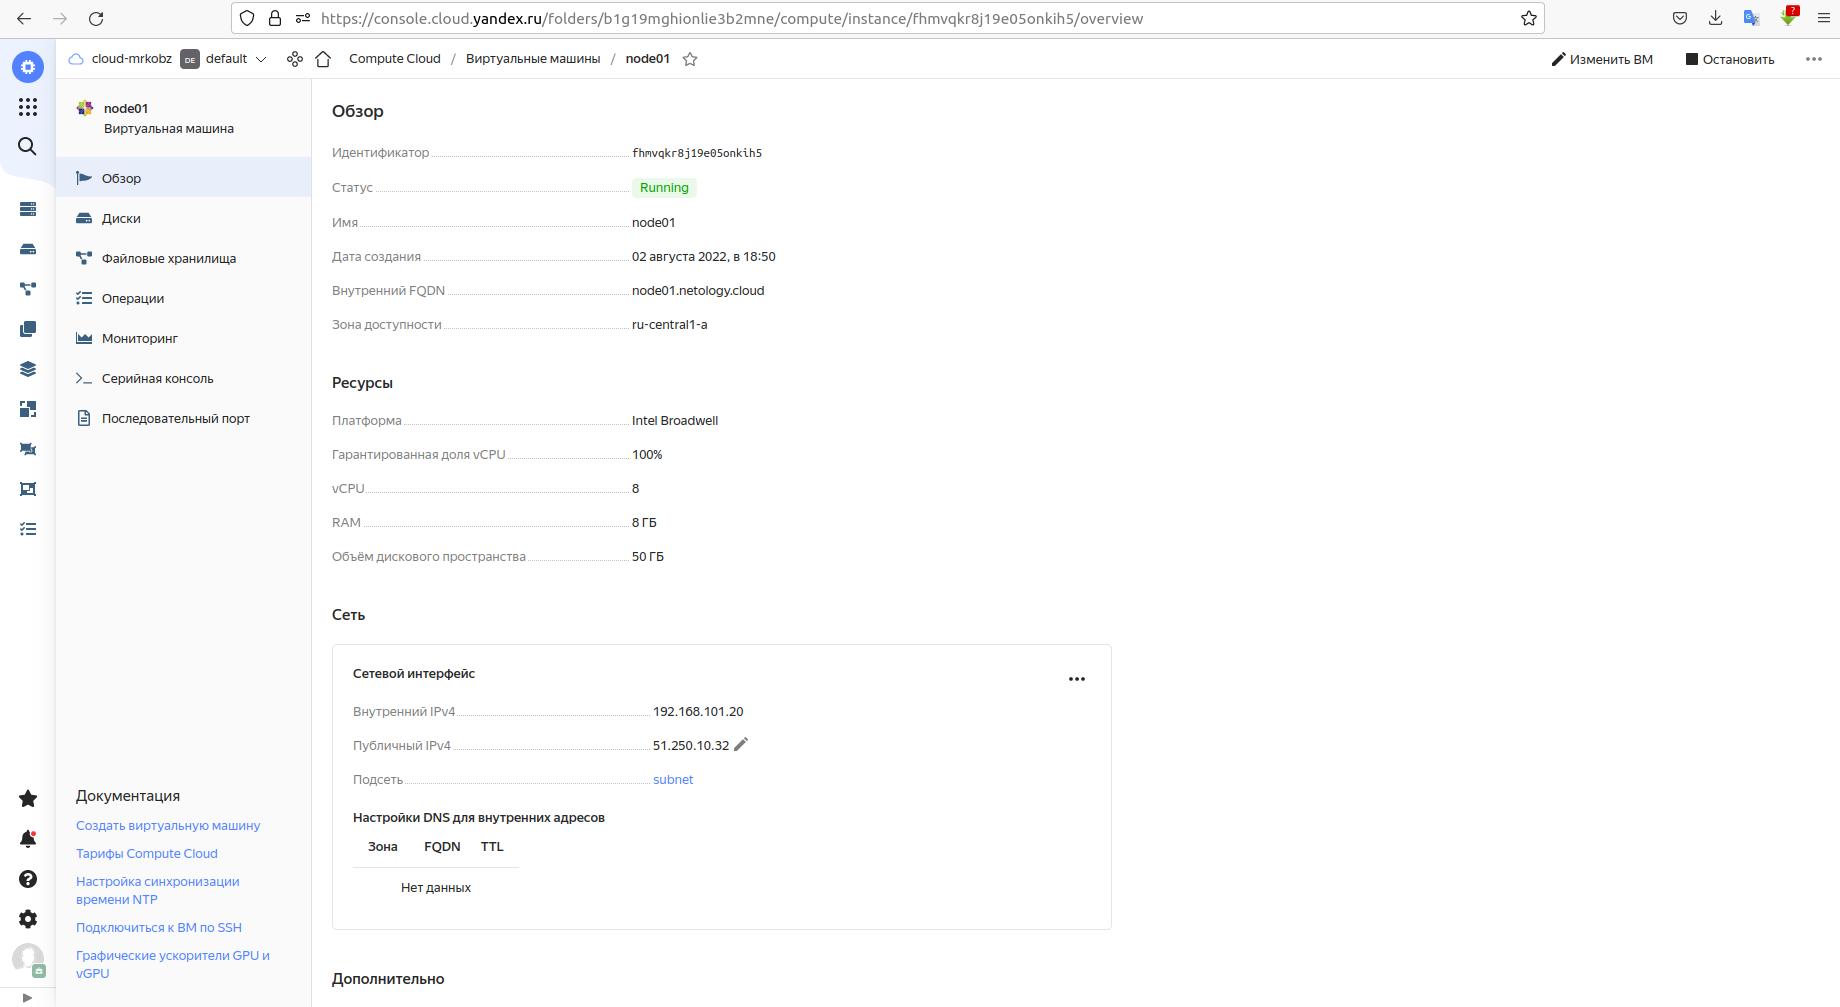 https://console.cloud.yandex.ru/folders/b1g19mghionlie3b2mne/compute/instance/fhmvqkr8j19e05onkih5/overview
?
cloud-mrkobz DE default Compute Cloud / Виртуальные машины / node01 Изменить ВМ Остановить
node01
Виртуальная машина
Обзор
Диски
Файловые хранилища
Операции
Мониторинг
Серийная консоль
Последовательный порт
Документация
Создать виртуальную машину
Тарифы Compute Cloud
Настройка синхронизации
времени NTP
Подключиться к ВМ по SSH
Графические ускорители GPU и
vGPU
Обзор
Идентификатор fhmvqkr8j19e05onkih5
Статус Running
Имя node01
Дата создания 02 августа 2022, в 18:50
Внутренний FQDN node01.netology.cloud
Зона доступности ru-central1-a
Ресурсы
Платформа Intel Broadwell
Гарантированная доля vCPU 100%
vCPU 8
RAM 8 ГБ
Объём дискового пространства 50 ГБ
Сеть
Сетевой интерфейс
Внутренний IPv4 192.168.101.20
Публичный IPv4 51.250.10.32
Подсеть subnet
Настройки DNS для внутренних адресов
Зона FQDN TTL
Нет данных
Дополнительно